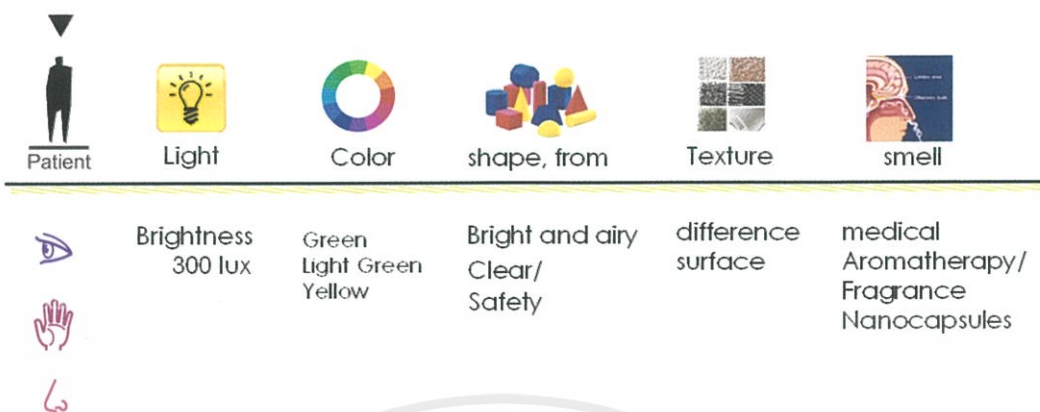 Patient
Light
Color
shape, from
Texture
smell
Brightness
300 lux
Green
Light Green
Yellow
Bright and airy
Clear/
Safety
difference
surface
medical
Aromatherapy/
Fragrance
Nanocapsules